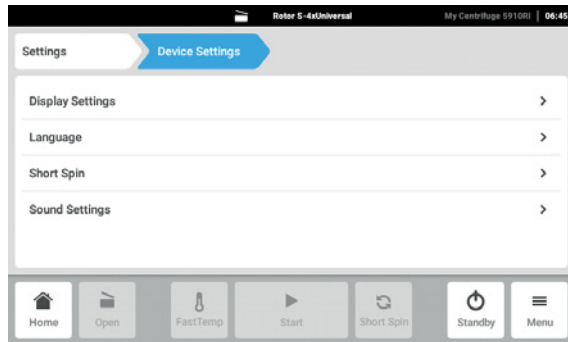 Rotor S-4xUniversal My Centrifuge 5910Ri 06:45
Settings Device Settings
Display Settings
Language
Short Spin
Sound Settings
Home Open FastTemp Start Short Spin Standby Menu